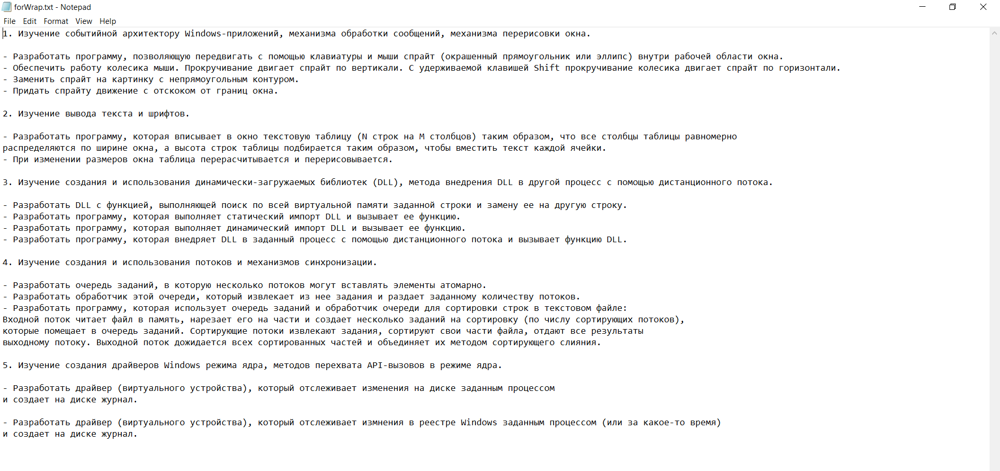 forWrap.txt - Notepad
File Edit Format View Help
1. Изучение событийной архитектору Windows-приложений, механизма обработки сообщений, механизма перерисовки окна.
- Разработать программу, позволяющую передвигать с помощью клавиатуры и мыши спрайт (окрашенный прямоугольник или эллипс) внутри рабочей области окна.
- Обеспечить работу колесика мыши. Прокручивание двигает спрайт по вертикали. С удерживаемой клавишей Shift прокручивание колесика двигает спрайт по горизонтали.
- Заменить спрайт на картинку с непрямоугольным контуром.
- Придать спрайту движение с отскоком от границ окна.
2. Изучение вывода текста и шрифтов.
- Разработать программу, которая вписывает в окно текстовую таблицу (N строк на M столбцов) таким образом, что все столбцы таблицы равномерно
распределяются по ширине окна, а высота строк таблицы подбирается таким образом, чтобы вместить текст каждой ячейки.
- При изменении размеров окна таблица перерасчитывается и перерисовывается.
3. Изучение создания и использования динамически-загружаемых библиотек (DLL), метода внедрения DLL в другой процесс с помощью дистанционного потока.
- Разработать DLL с функцией, выполняющей поиск по всей виртуальной памяти заданной строки и замену ее на другую строку.
- Разработать программу, которая выполняет статический импорт DLL и вызывает ее функцию.
- Разработать программу, которая выполняет динамический импорт DLL и вызывает ее функцию.
- Разработать программу, которая внедряет DLL в заданный процесс с помощью дистанционного потока и вызывает функцию DLL.
4. Изучение создания и использования потоков и механизмов синхронизации.
- Разработать очередь заданий, в которую несколько потоков могут вставлять элементы атомарно.
- Разработать обработчик этой очереди, который извлекает из нее задания и раздает заданному количеству потоков.
- Разработать программу, которая использует очередь заданий и обработчик очереди для сортировки строк в текстовом файле:
Входной поток читает файл в память, нарезает его на части и создает несколько заданий на сортировку (по числу сортирующих потоков),
которые помещает в очередь заданий. Сортирующие потоки извлекают задания, сортируют свои части файла, отдают все результаты
выходному потоку. Выходной поток дожидается всех сортированных частей и объединяет их методом сортирующего слияния.
5. Изучение создания драйверов Windows режима ядра, методов перехвата API-вызовов в режиме ядра.
- Разработать драйвер (виртуального устройства), который отслеживает изменения на диске заданным процессом
и создает на диске журнал.
- Разработать драйвер (виртуального устройства), который отслеживает измнения в реестре Windows заданным процессом (или за какое-то время)
и создает на диске журнал.